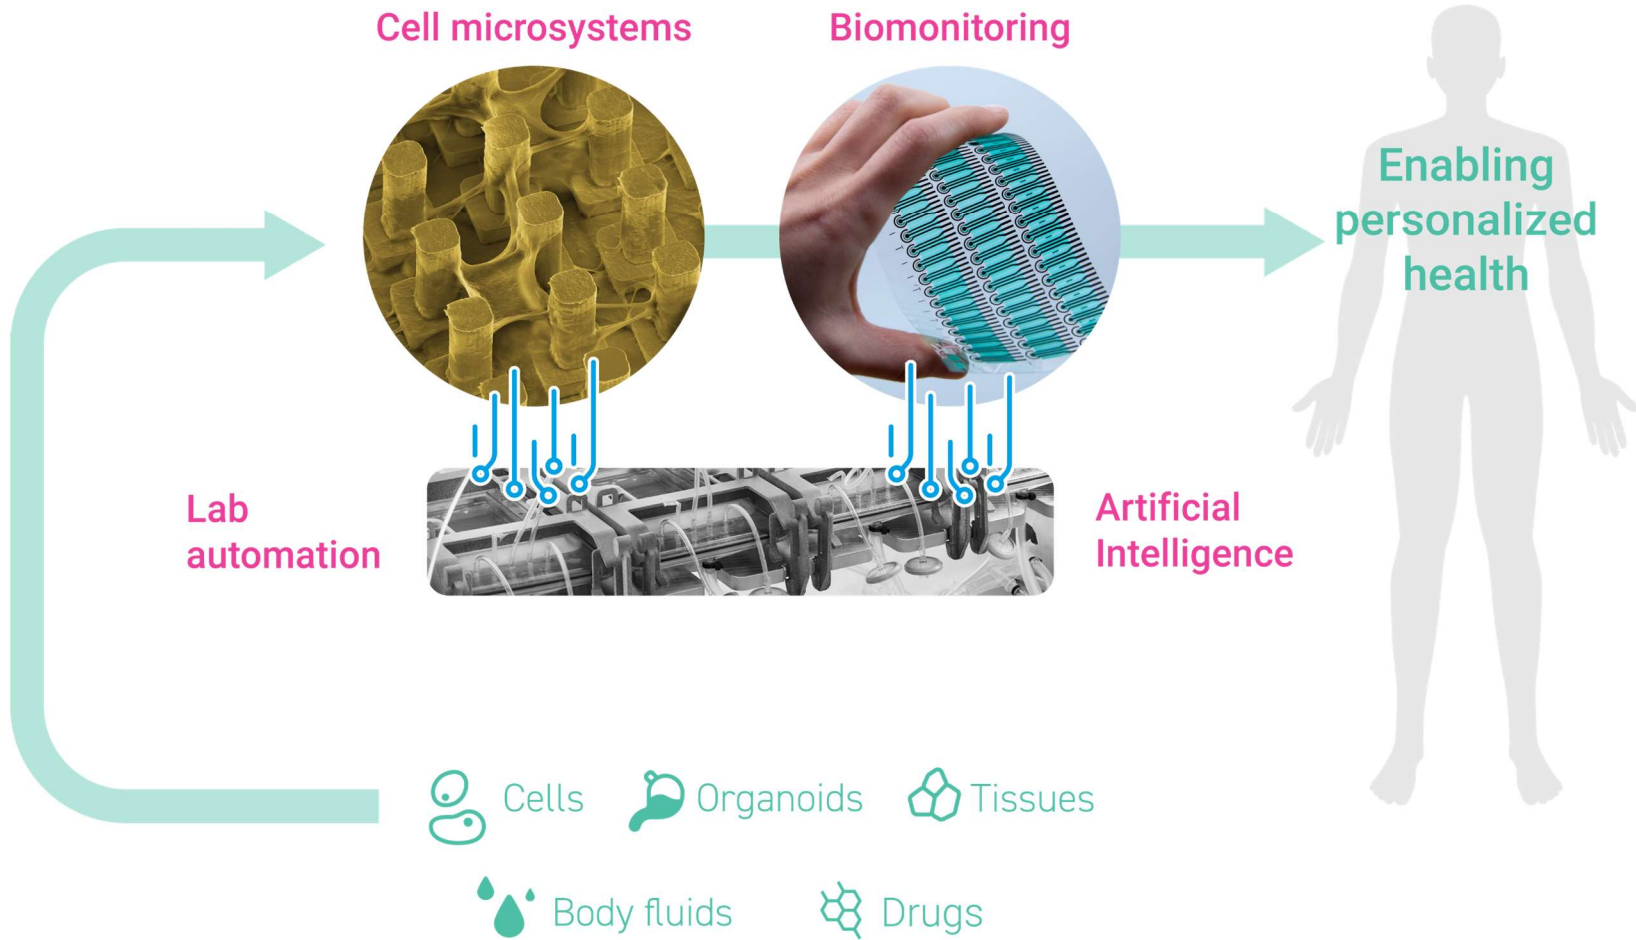 Cell microsystems
Biomonitoring
Enabling
personalized
health
Lab
automation
Artificial
Intelligence
Cells
Organoids
Tissues
Body fluids
Drugs